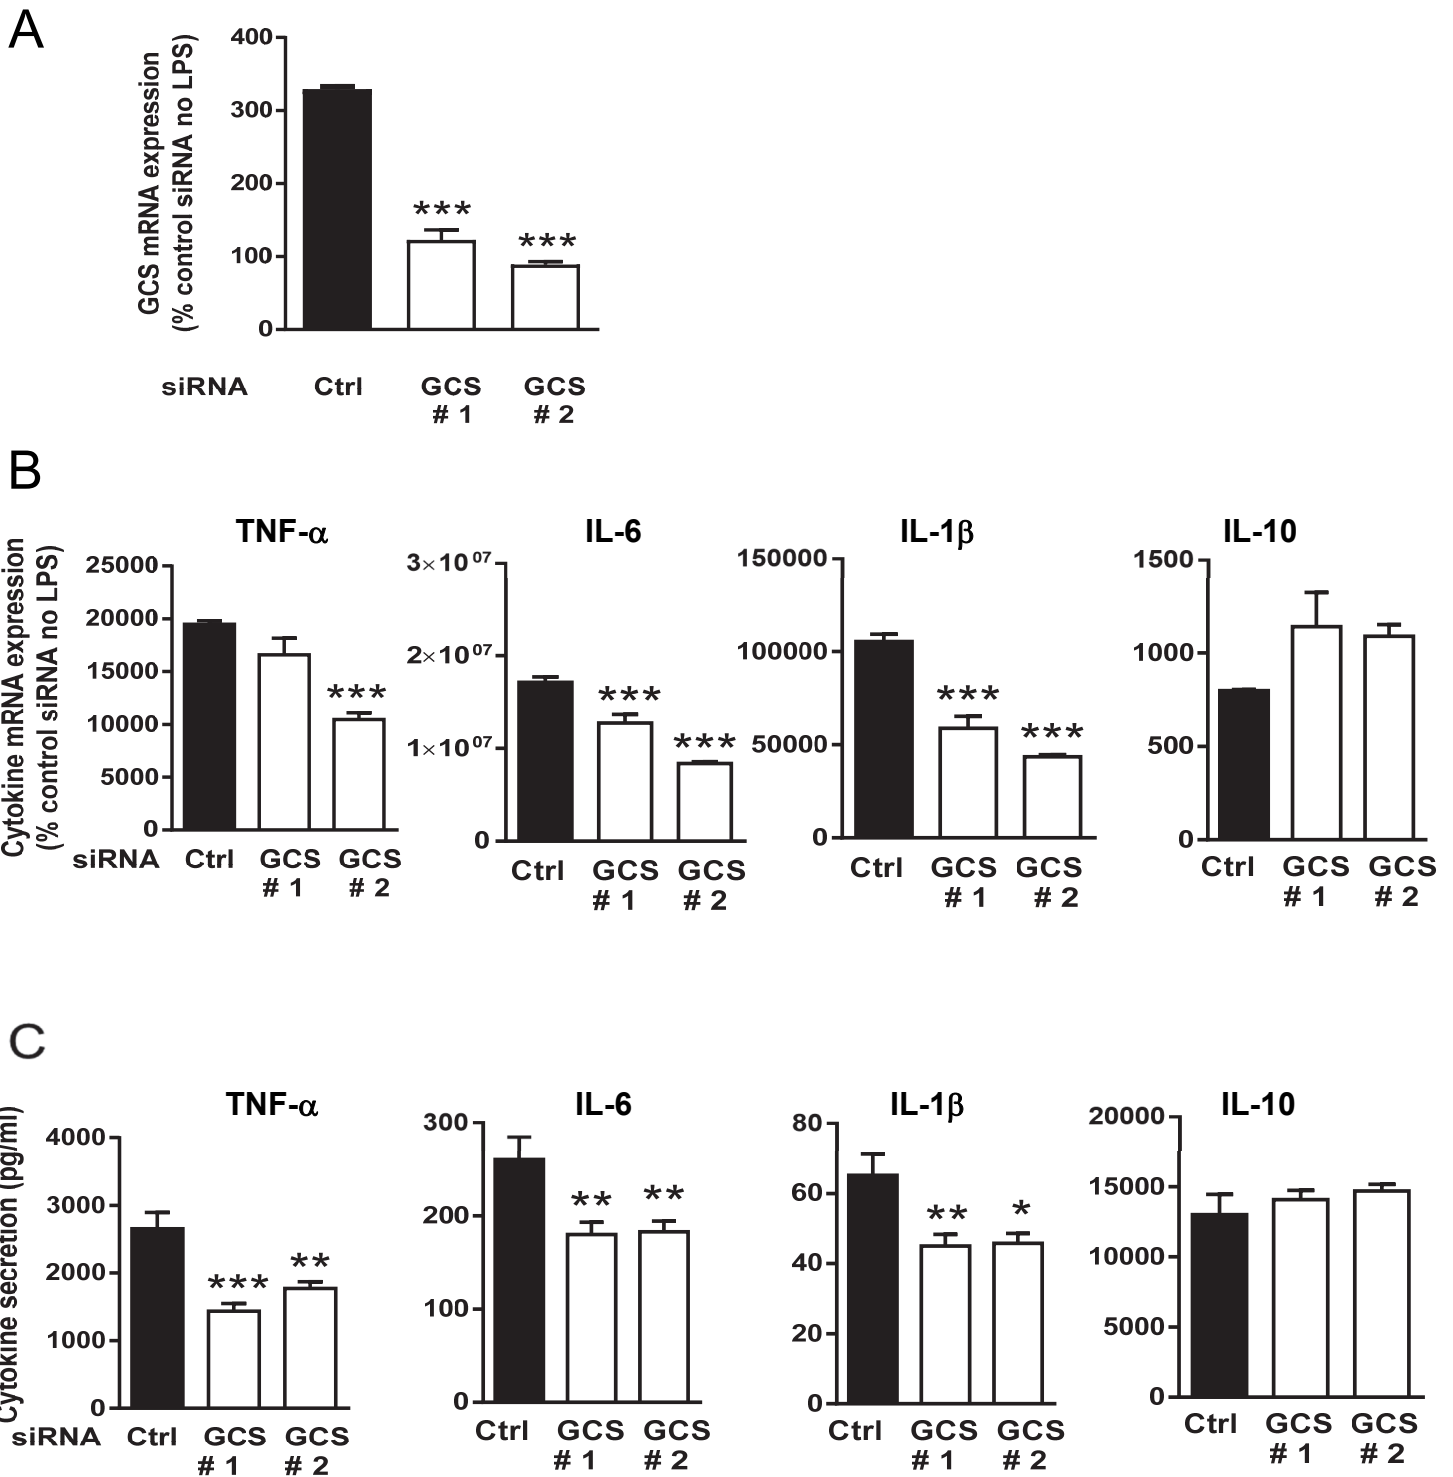 A
GCS mRNA expression
(% control siRNA no LPS)
400
300
200
100
0
***
***
siRNA Ctrl GCS GCS
# 1 # 2
B
Cytokine mRNA expression
(% control siRNA no LPS)
TNF-α
25000
20000
15000
10000
5000
0
***
siRNA Ctrl GCS GCS
# 1 # 2
IL-6
3×10 07
2×10 07
1×10 07
0
***
***
Ctrl GCS GCS
# 1 # 2
IL-1β
150000
100000
50000
0
***
***
Ctrl GCS GCS
# 1 # 2
IL-10
1500
1000
500
0
Ctrl GCS GCS
# 1 # 2
C
Cytokine secretion (pg/ml)
TNF-α
4000
3000
2000
1000
0
***
**
siRNA Ctrl GCS GCS
# 1 # 2
IL-6
300
200
100
0
**
**
Ctrl GCS GCS
# 1 # 2
IL-1β
80
60
40
20
0
**
*
Ctrl GCS GCS
# 1 # 2
IL-10
20000
15000
10000
5000
0
Ctrl GCS GCS
# 1 # 2